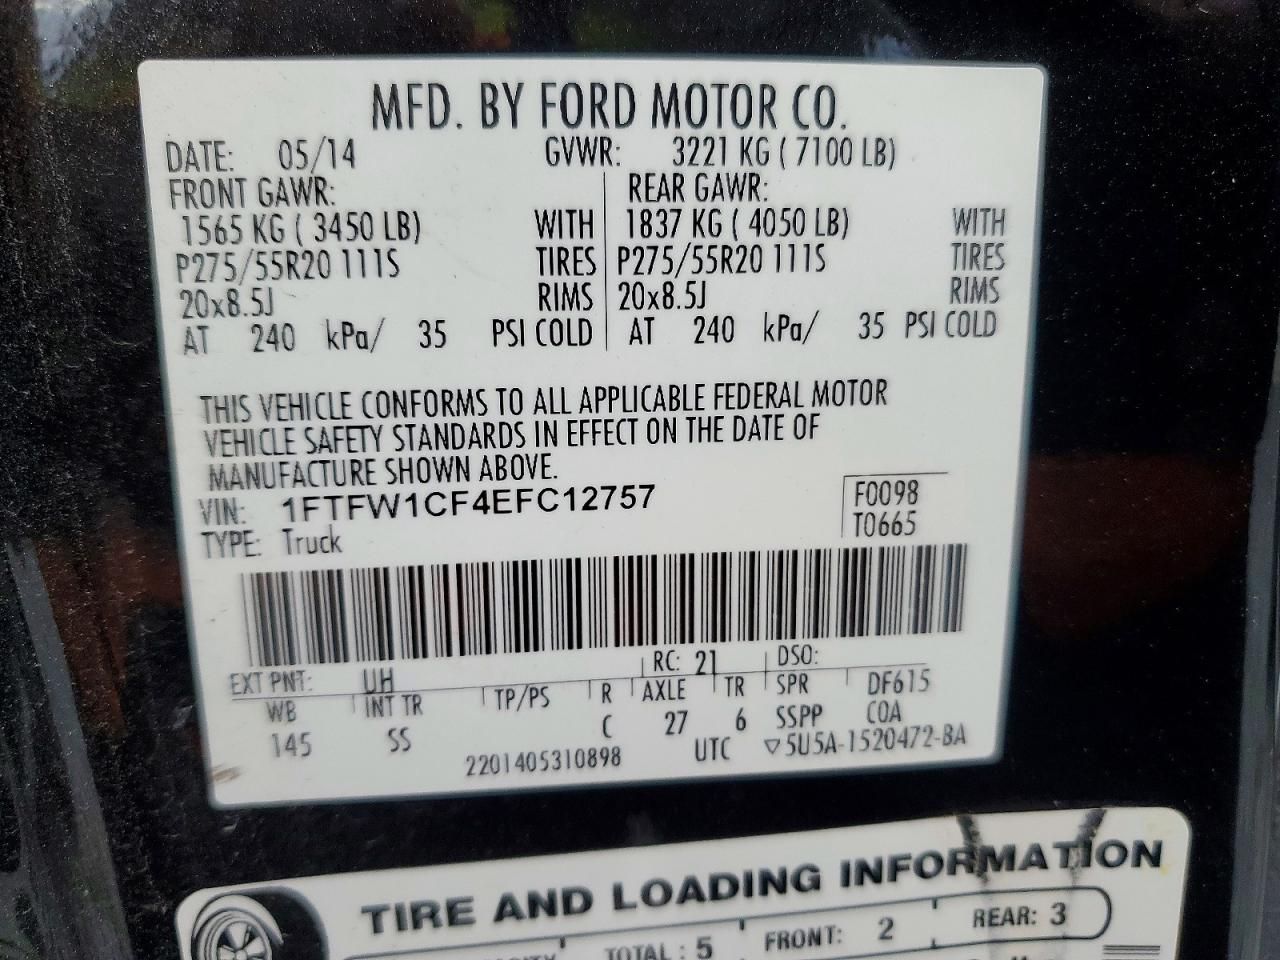 MFD. BY FORD MOTOR CO.
DATE: 05/14 GVWR: 3221 KG ( 7100 LB)
FRONT GAWR: REAR GAWR:
1565 KG ( 3450 LB) WITH 1837 KG ( 4050 LB) WITH
P275/55R20 111S TIRES P275/55R20 111S TIRES
20x8.5J RIMS 20x8.5J RIMS
AT 240 kPa/ 35 PSI COLD AT 240 kPa/ 35 PSI COLD
THIS VEHICLE CONFORMS TO ALL APPLICABLE FEDERAL MOTOR
VEHICLE SAFETY STANDARDS IN EFFECT ON THE DATE OF
MANUFACTURE SHOWN ABOVE.
VIN: 1FTFW1CF4EFC12757 F0098
TYPE: Truck T0665
EXT PNT: UH RC: 21 DSO:
WB INT TR TP/PS R AXLE TR SPR DF615
145 SS C 27 6 SSPP COA
2201405310898 UTC ▽5U5A-1520472-BA
TIRE AND LOADING INFORMATION
TOTAL : 5 FRONT: 2 REAR: 3